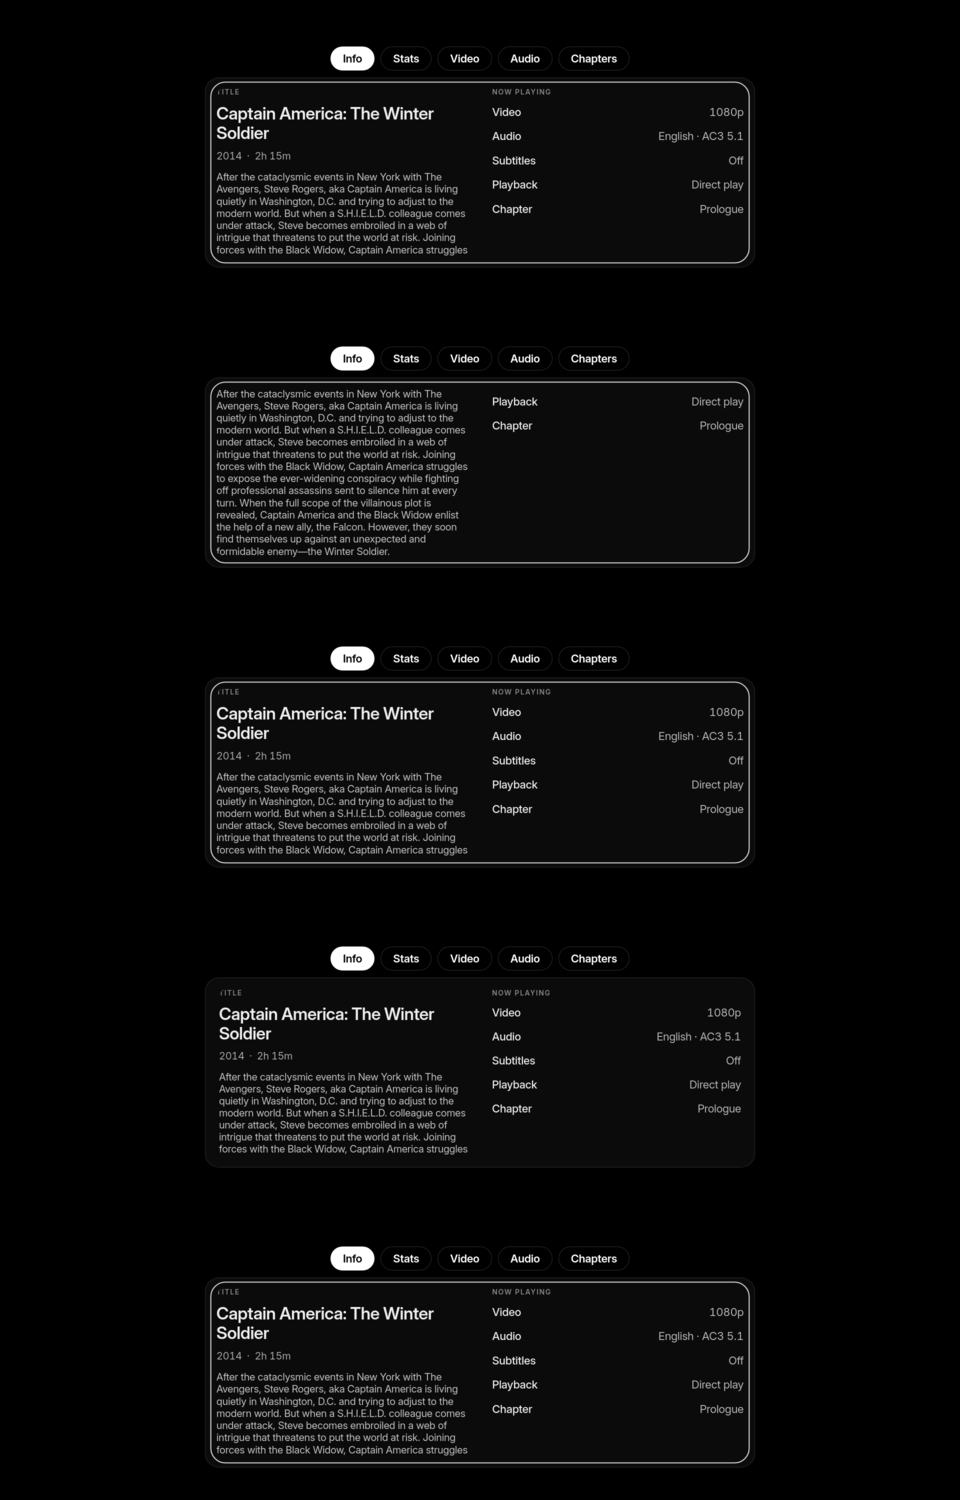 Info Stats Video Audio Chapters
TITLE
Captain America: The Winter
Soldier
2014 · 2h 15m
After the cataclysmic events in New York with The
Avengers, Steve Rogers, aka Captain America is living
quietly in Washington, D.C. and trying to adjust to the
modern world. But when a S.H.I.E.L.D. colleague comes
under attack, Steve becomes embroiled in a web of
intrigue that threatens to put the world at risk. Joining
forces with the Black Widow, Captain America struggles
NOW PLAYING
Video 1080p
Audio English · AC3 5.1
Subtitles Off
Playback Direct play
Chapter Prologue
Info Stats Video Audio Chapters
After the cataclysmic events in New York with The
Avengers, Steve Rogers, aka Captain America is living
quietly in Washington, D.C. and trying to adjust to the
modern world. But when a S.H.I.E.L.D. colleague comes
under attack, Steve becomes embroiled in a web of
intrigue that threatens to put the world at risk. Joining
forces with the Black Widow, Captain America struggles
to expose the ever-widening conspiracy while fighting
off professional assassins sent to silence him at every
turn. When the full scope of the villainous plot is
revealed, Captain America and the Black Widow enlist
the help of a new ally, the Falcon. However, they soon
find themselves up against an unexpected and
formidable enemy—the Winter Soldier.
Playback Direct play
Chapter Prologue
Info Stats Video Audio Chapters
TITLE
Captain America: The Winter
Soldier
2014 · 2h 15m
After the cataclysmic events in New York with The
Avengers, Steve Rogers, aka Captain America is living
quietly in Washington, D.C. and trying to adjust to the
modern world. But when a S.H.I.E.L.D. colleague comes
under attack, Steve becomes embroiled in a web of
intrigue that threatens to put the world at risk. Joining
forces with the Black Widow, Captain America struggles
NOW PLAYING
Video 1080p
Audio English · AC3 5.1
Subtitles Off
Playback Direct play
Chapter Prologue
Info Stats Video Audio Chapters
TITLE
Captain America: The Winter
Soldier
2014 · 2h 15m
After the cataclysmic events in New York with The
Avengers, Steve Rogers, aka Captain America is living
quietly in Washington, D.C. and trying to adjust to the
modern world. But when a S.H.I.E.L.D. colleague comes
under attack, Steve becomes embroiled in a web of
intrigue that threatens to put the world at risk. Joining
forces with the Black Widow, Captain America struggles
NOW PLAYING
Video 1080p
Audio English · AC3 5.1
Subtitles Off
Playback Direct play
Chapter Prologue
Info Stats Video Audio Chapters
TITLE
Captain America: The Winter
Soldier
2014 · 2h 15m
After the cataclysmic events in New York with The
Avengers, Steve Rogers, aka Captain America is living
quietly in Washington, D.C. and trying to adjust to the
modern world. But when a S.H.I.E.L.D. colleague comes
under attack, Steve becomes embroiled in a web of
intrigue that threatens to put the world at risk. Joining
forces with the Black Widow, Captain America struggles
NOW PLAYING
Video 1080p
Audio English · AC3 5.1
Subtitles Off
Playback Direct play
Chapter Prologue